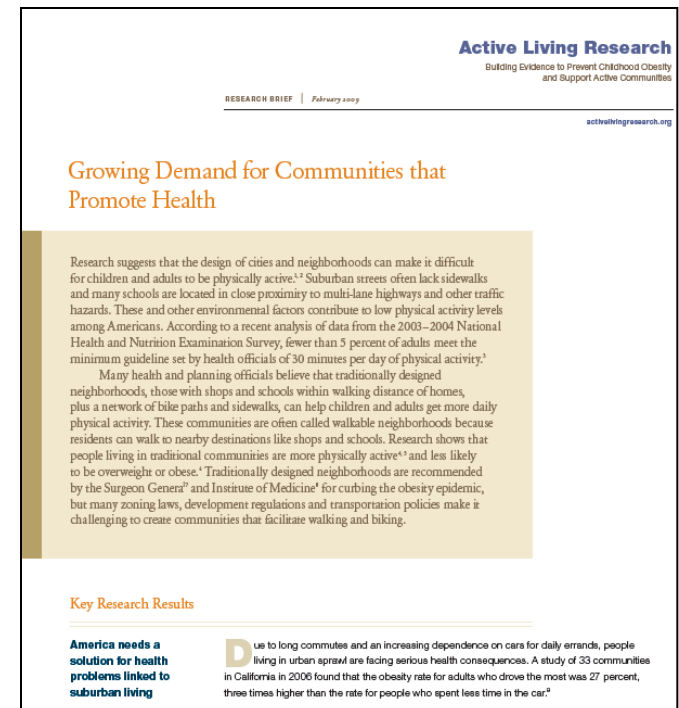 Active Living Research
Building Evidence to Prevent Childhood Obesity
and Support Active Communities
RESEARCH BRIEF | February 2009
activelivingresearch.org
Growing Demand for Communities that
Promote Health
Research suggests that the design of cities and neighborhoods can make it difficult
for children and adults to be physically active.1, 2 Suburban streets often lack sidewalks
and many schools are located in close proximity to multi-lane highways and other traffic
hazards. These and other environmental factors contribute to low physical activity levels
among Americans. According to a recent analysis of data from the 2003–2004 National
Health and Nutrition Examination Survey, fewer than 5 percent of adults meet the
minimum guideline set by health officials of 30 minutes per day of physical activity.3
Many health and planning officials believe that traditionally designed
neighborhoods, those with shops and schools within walking distance of homes,
plus a network of bike paths and sidewalks, can help children and adults get more daily
physical activity. These communities are often called walkable neighborhoods because
residents can walk to nearby destinations like shops and schools. Research shows that
people living in traditional communities are more physically active4, 5 and less likely
to be overweight or obese.6 Traditionally designed neighborhoods are recommended
by the Surgeon General7 and Institute of Medicine8 for curbing the obesity epidemic,
but many zoning laws, development regulations and transportation policies make it
challenging to create communities that facilitate walking and biking.
Key Research Results
America needs a
solution for health
problems linked to
suburban living
Due to long commutes and an increasing dependence on cars for daily errands, people
living in urban sprawl are facing serious health consequences. A study of 33 communities
in California in 2006 found that the obesity rate for adults who drove the most was 27 percent,
three times higher than the rate for people who spent less time in the car.9